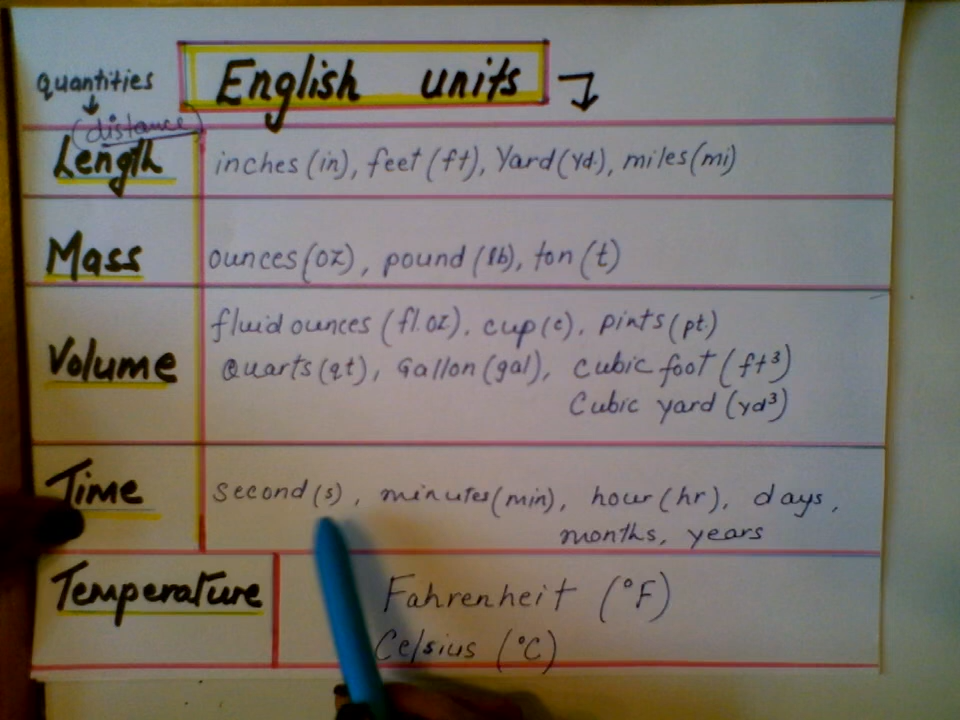 English units
quantities
(distance)
Length
inches (in), feet (ft), Yard (yd.), miles (mi)
Mass
ounces (oz), pound (lb), ton (t)
Volume
fluid ounces (fl.oz), cup (c), pints (pt.)
Quarts (qt), Gallon (gal), Cubic foot (ft³)
Cubic yard (yd³)
Time
second (s), minutes (min), hour (hr), days,
months, years
Temperature
Fahrenheit (°F)
Celsius (°C)